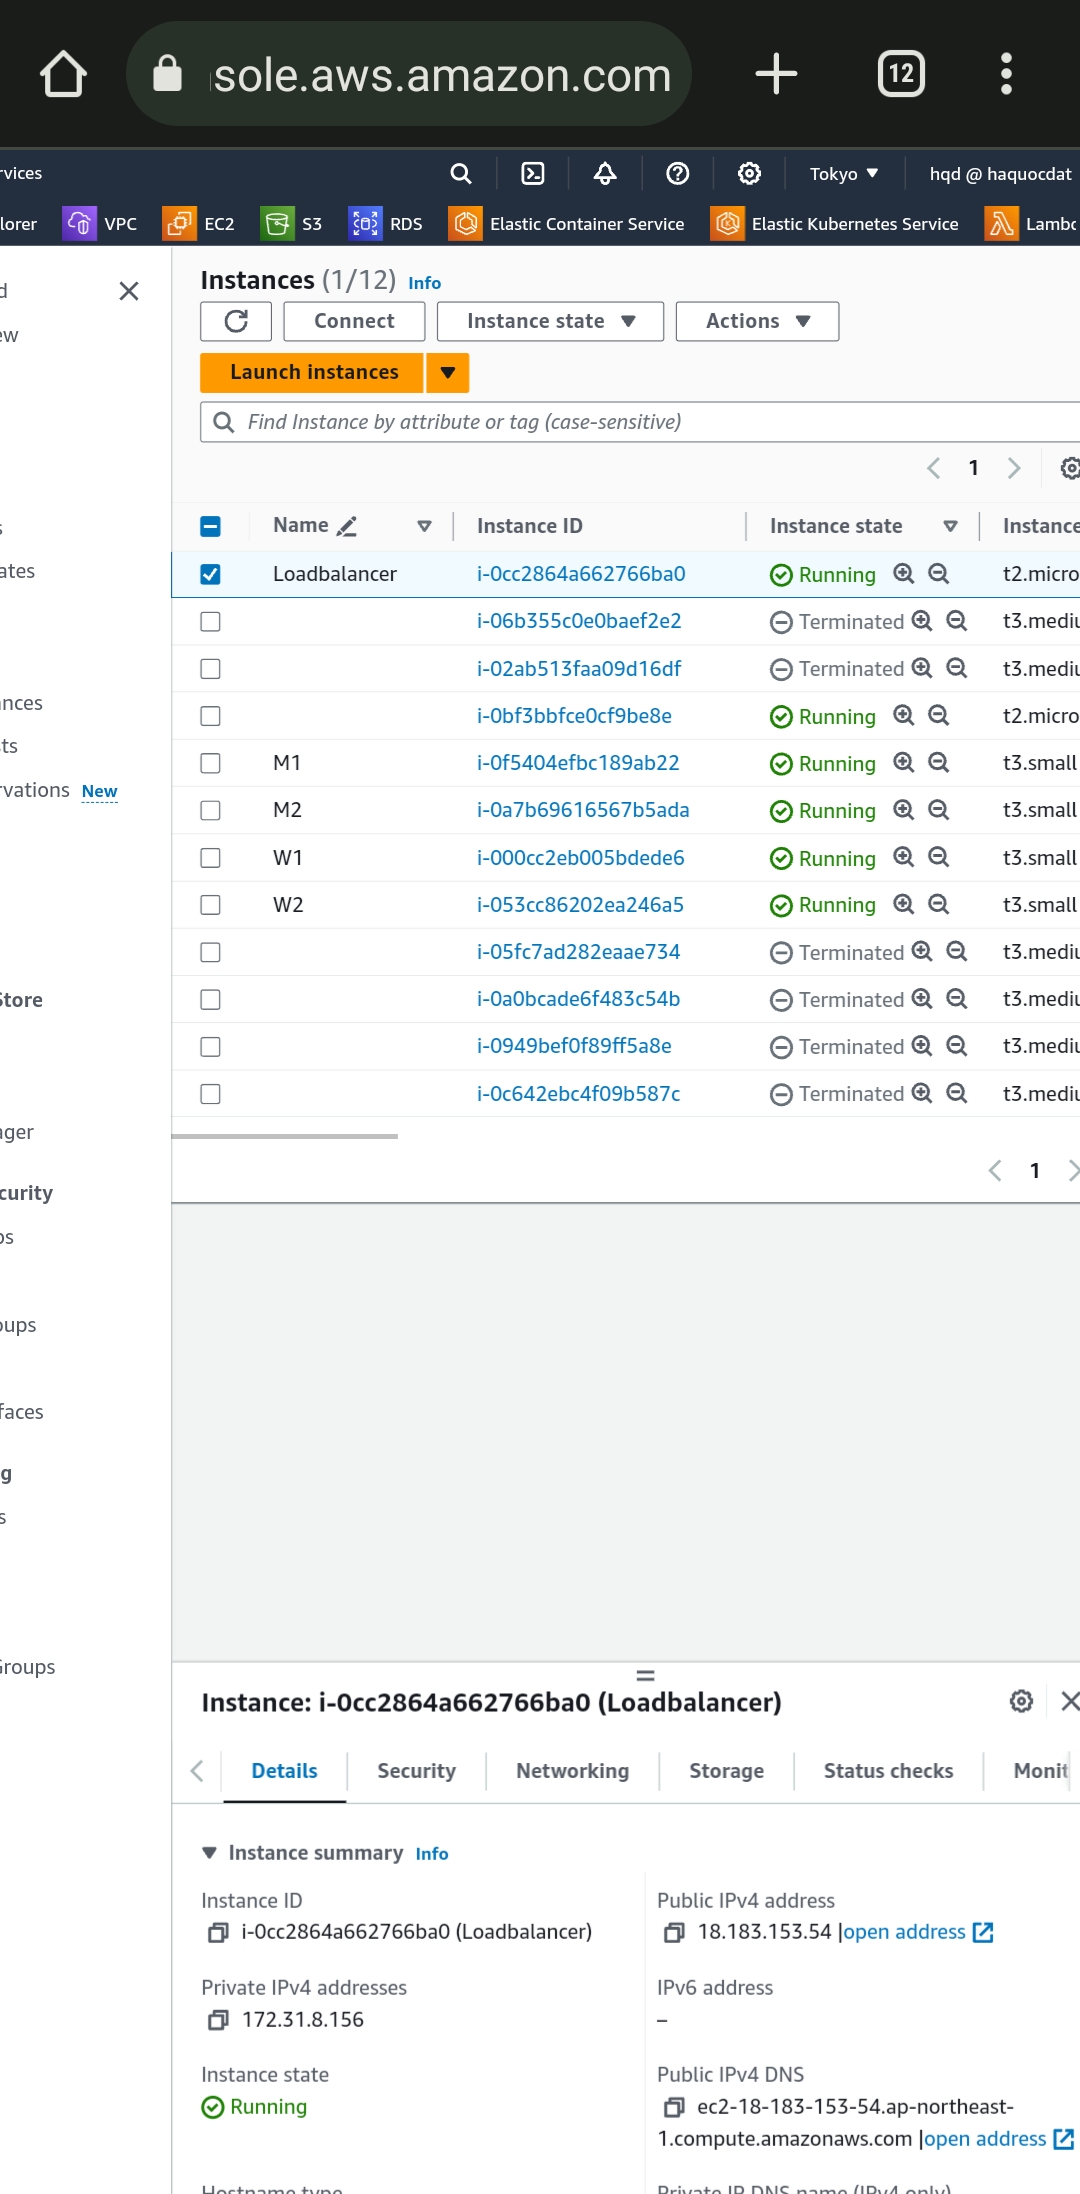 sole.aws.amazon.com
12
rvices
Tokyo
hqd @ haquocdat
lorer
VPC
EC2
S3
RDS
Elastic Container Service
Elastic Kubernetes Service
Lambd
d
ew
s
ates
nces
ts
rvations New
Store
ager
curity
ps
oups
faces
g
s
Groups
Instances (1/12) Info
Connect
Instance state
Actions
Launch instances
Find Instance by attribute or tag (case-sensitive)
1
Name Instance ID Instance state Instance
Loadbalancer i-0cc2864a662766ba0 Running t2.micro
i-06b355c0e0baef2e2 Terminated t3.mediu
i-02ab513faa09d16df Terminated t3.mediu
i-0bf3bbfce0cf9be8e Running t2.micro
M1 i-0f5404efbc189ab22 Running t3.small
M2 i-0a7b69616567b5ada Running t3.small
W1 i-000cc2eb005bdede6 Running t3.small
W2 i-053cc86202ea246a5 Running t3.small
i-05fc7ad282eaae734 Terminated t3.mediu
i-0a0bcade6f483c54b Terminated t3.mediu
i-0949bef0f89ff5a8e Terminated t3.mediu
i-0c642ebc4f09b587c Terminated t3.mediu
1
Instance: i-0cc2864a662766ba0 (Loadbalancer)
Details Security Networking Storage Status checks Monit
Instance summary Info
Instance ID
i-0cc2864a662766ba0 (Loadbalancer)
Public IPv4 address
18.183.153.54 |open address
Private IPv4 addresses
172.31.8.156
IPv6 address
–
Instance state
Running
Public IPv4 DNS
ec2-18-183-153-54.ap-northeast-
1.compute.amazonaws.com |open address
Hostname type
Private IP DNS name (IPv4 only)